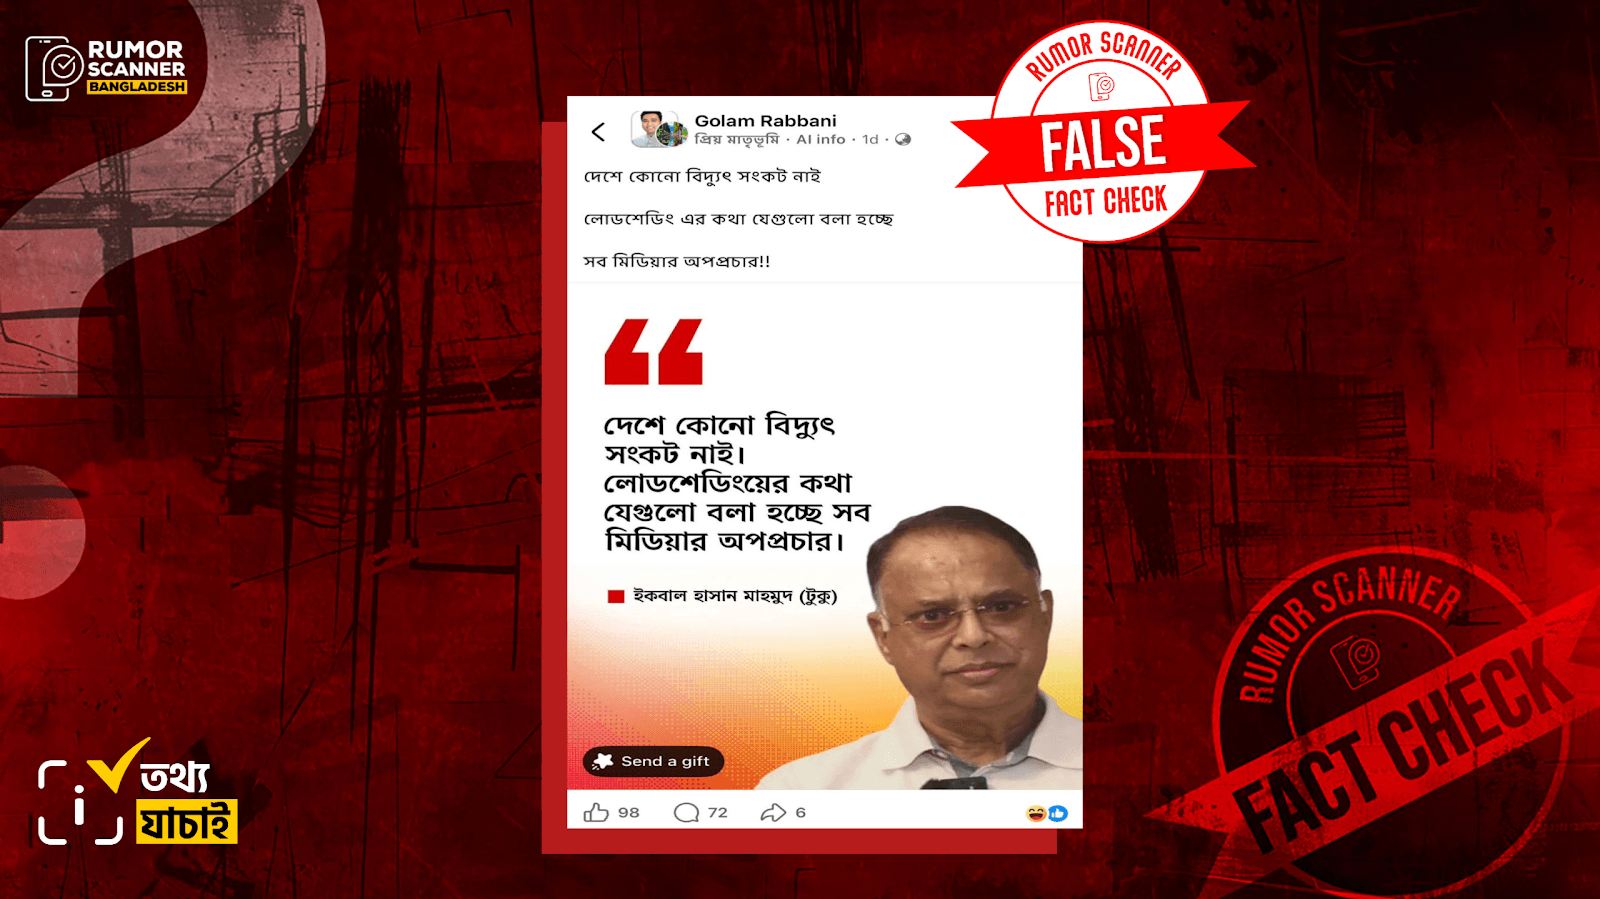 RUMOR
SCANNER
BANGLADESH
RUMOR SCANNER
FALSE
FACT CHECK
Golam Rabbani
প্রিয় মাতৃভূমি · AI info · 1d ·
দেশে কোনো বিদ্যুৎ সংকট নাই
লোডশেডিং এর কথা যেগুলো বলা হচ্ছে
সব মিডিয়ার অপপ্রচার!!
“
দেশে কোনো বিদ্যুৎ
সংকট নাই।
লোডশেডিংয়ের কথা
যেগুলো বলা হচ্ছে সব
মিডিয়ার অপপ্রচার।
ইকবাল হাসান মাহমুদ (টুকু)
Send a gift
98 72 6
তথ্য
যাচাই
RUMOR SCANNER
FACT CHECK